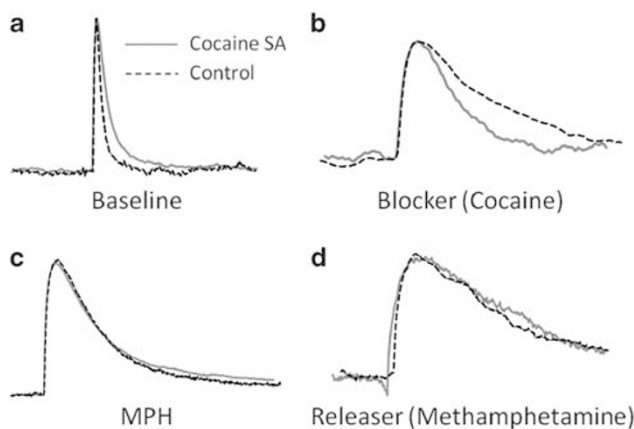 a
Cocaine SA
Control
Baseline
b
Blocker (Cocaine)
c
MPH
d
Releaser (Methamphetamine)